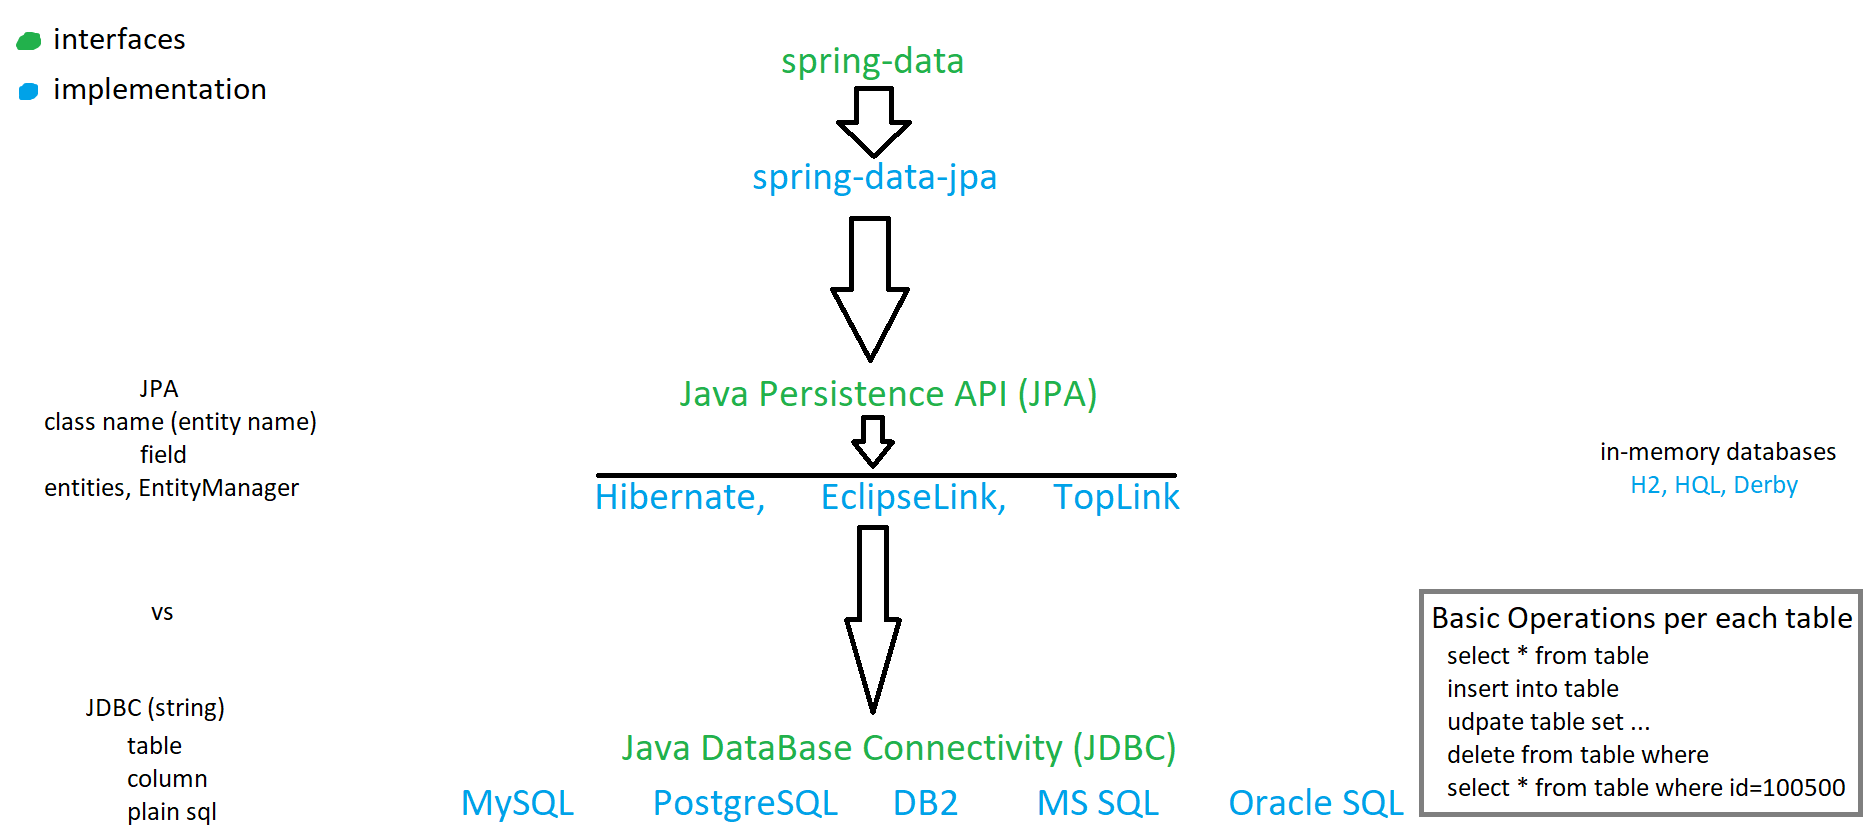 interfaces
implementation
spring-data
spring-data-jpa
Java Persistence API (JPA)
Hibernate, EclipseLink, TopLink
Java DataBase Connectivity (JDBC)
MySQL PostgreSQL DB2 MS SQL Oracle SQL
JPA
class name (entity name)
field
entities, EntityManager
vs
JDBC (string)
table
column
plain sql
in-memory databases
H2, HQL, Derby
Basic Operations per each table
select * from table
insert into table
udpate table set ...
delete from table where
select * from table where id=100500